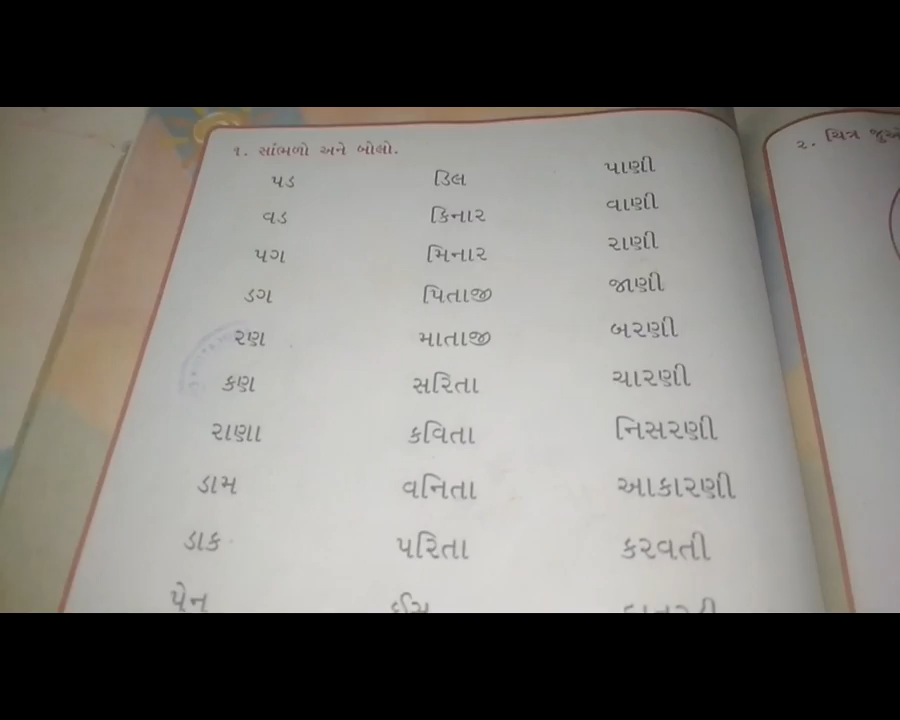 ૧. સાંભળો અને બોલો.
પડ ડિલ પાણી
વડ કિનાર વાણી
પગ મિનાર રાણી
ડગ પિતાજી જાણી
રણ માતાજી બરણી
કણ સરિતા ચારણી
રાણા કવિતા નિસરણી
ડામ વનિતા આકારણી
ડાક પરિતા કરવતી
પેન
૨. ચિત્ર